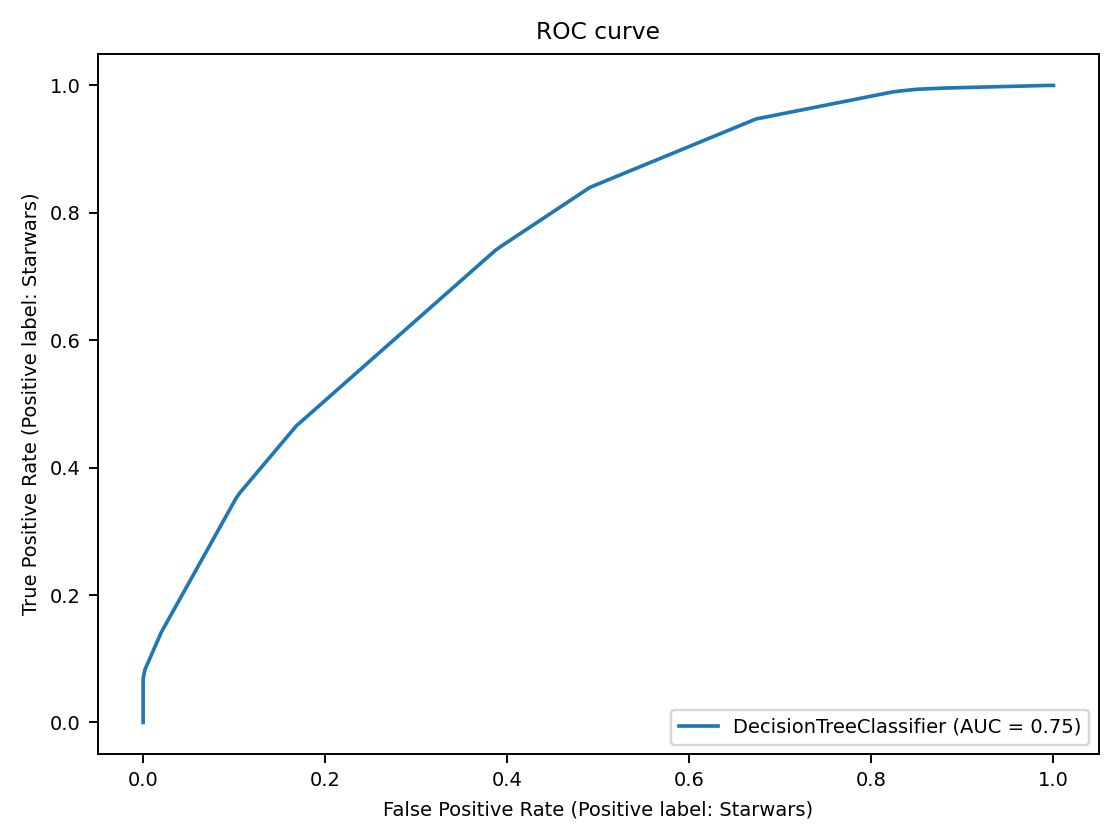 ROC curve
True Positive Rate (Positive label: Starwars)
1.0
0.8
0.6
0.4
0.2
0.0
DecisionTreeClassifier (AUC = 0.75)
0.0 0.2 0.4 0.6 0.8 1.0
False Positive Rate (Positive label: Starwars)